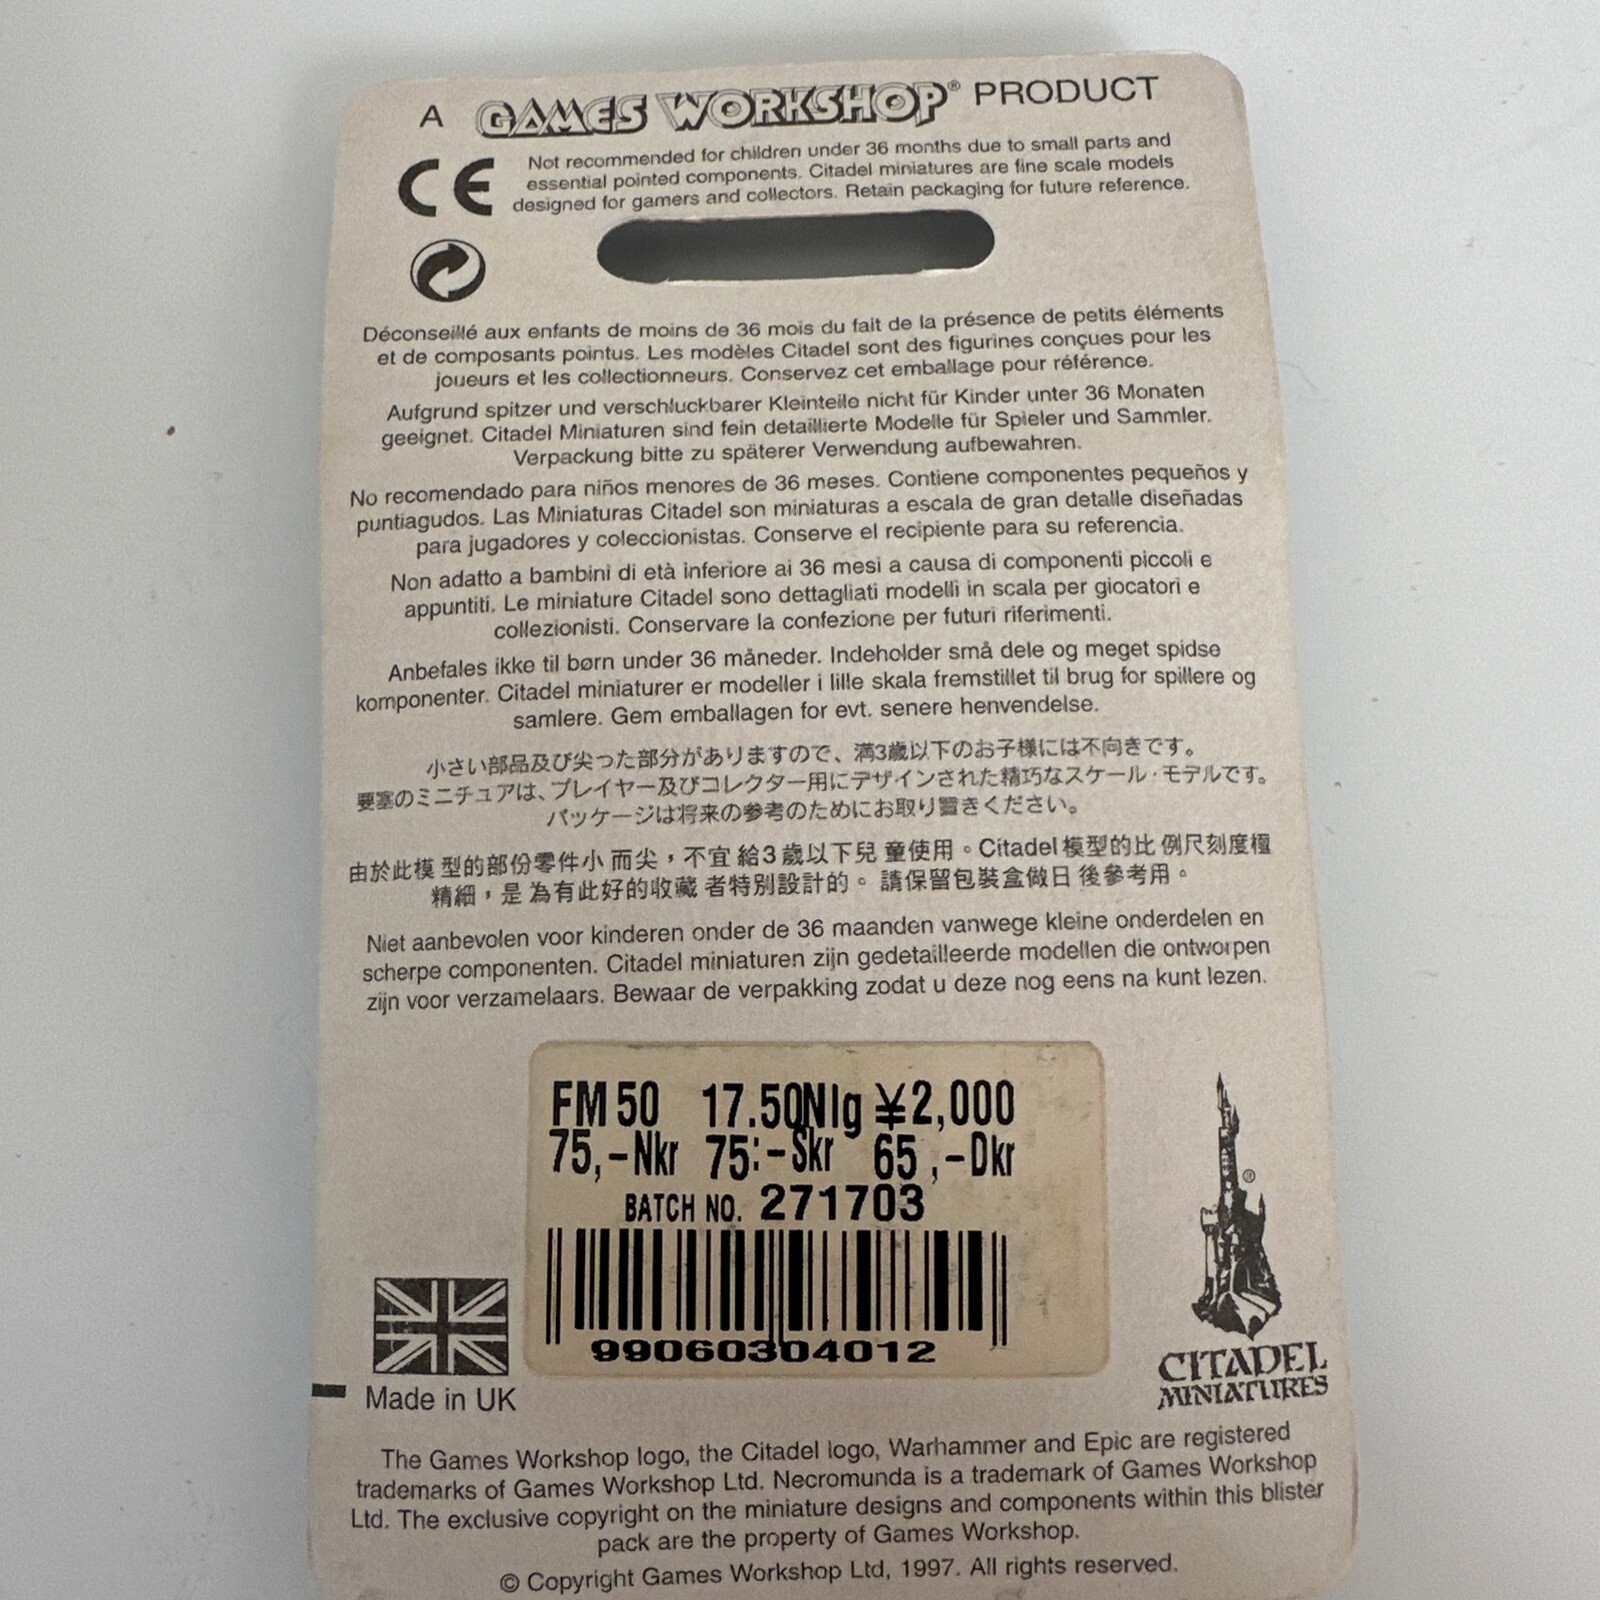 A GAMES WORKSHOP® PRODUCT
CE
Not recommended for children under 36 months due to small parts and
essential pointed components. Citadel miniatures are fine scale models
designed for gamers and collectors. Retain packaging for future reference.
Déconseillé aux enfants de moins de 36 mois du fait de la présence de petits éléments
et de composants pointus. Les modèles Citadel sont des figurines conçues pour les
joueurs et les collectionneurs. Conservez cet emballage pour référence.
Aufgrund spitzer und verschluckbarer Kleinteile nicht für Kinder unter 36 Monaten
geeignet. Citadel Miniaturen sind fein detaillierte Modelle für Spieler und Sammler.
Verpackung bitte zu späterer Verwendung aufbewahren.
No recomendado para niños menores de 36 meses. Contiene componentes pequeños y
puntiagudos. Las Miniaturas Citadel son miniaturas a escala de gran detalle diseñadas
para jugadores y coleccionistas. Conserve el recipiente para su referencia.
Non adatto a bambini di età inferiore ai 36 mesi a causa di componenti piccoli e
appuntiti. Le miniature Citadel sono dettagliati modelli in scala per giocatori e
collezionisti. Conservare la confezione per futuri riferimenti.
Anbefales ikke til børn under 36 måneder. Indeholder små dele og meget spidse
komponenter. Citadel miniaturer er modeller i lille skala fremstillet til brug for spillere og
samlere. Gem emballagen for evt. senere henvendelse.
小さい部品及び尖った部分がありますので、満3歳以下のお子様には不向きです。
要塞のミニチュアは、プレイヤー及びコレクター用にデザインされた精巧なスケール・モデルです。
パッケージは将来の参考のためにお取り置きください。
由於此模 型的部份零件小 而尖，不宜 給3 歲以下兒 童使用。Citadel 模型的比 例尺刻度極
精細，是 為有此好的收藏 者特別設計的。 請保留包裝盒做日 後參考用。
Niet aanbevolen voor kinderen onder de 36 maanden vanwege kleine onderdelen en
scherpe componenten. Citadel miniaturen zijn gedetailleerde modellen die ontworpen
zijn voor verzamelaars. Bewaar de verpakking zodat u deze nog eens na kunt lezen.
FM 50 17.50Nlg ¥2,000
75,-Nkr 75:-Skr 65,-Dkr
BATCH NO. 271703
99060304012
Made in UK
®
CITADEL
MINIATURES
The Games Workshop logo, the Citadel logo, Warhammer and Epic are registered
trademarks of Games Workshop Ltd. Necromunda is a trademark of Games Workshop
Ltd. The exclusive copyright on the miniature designs and components within this blister
pack are the property of Games Workshop.
© Copyright Games Workshop Ltd, 1997. All rights reserved.